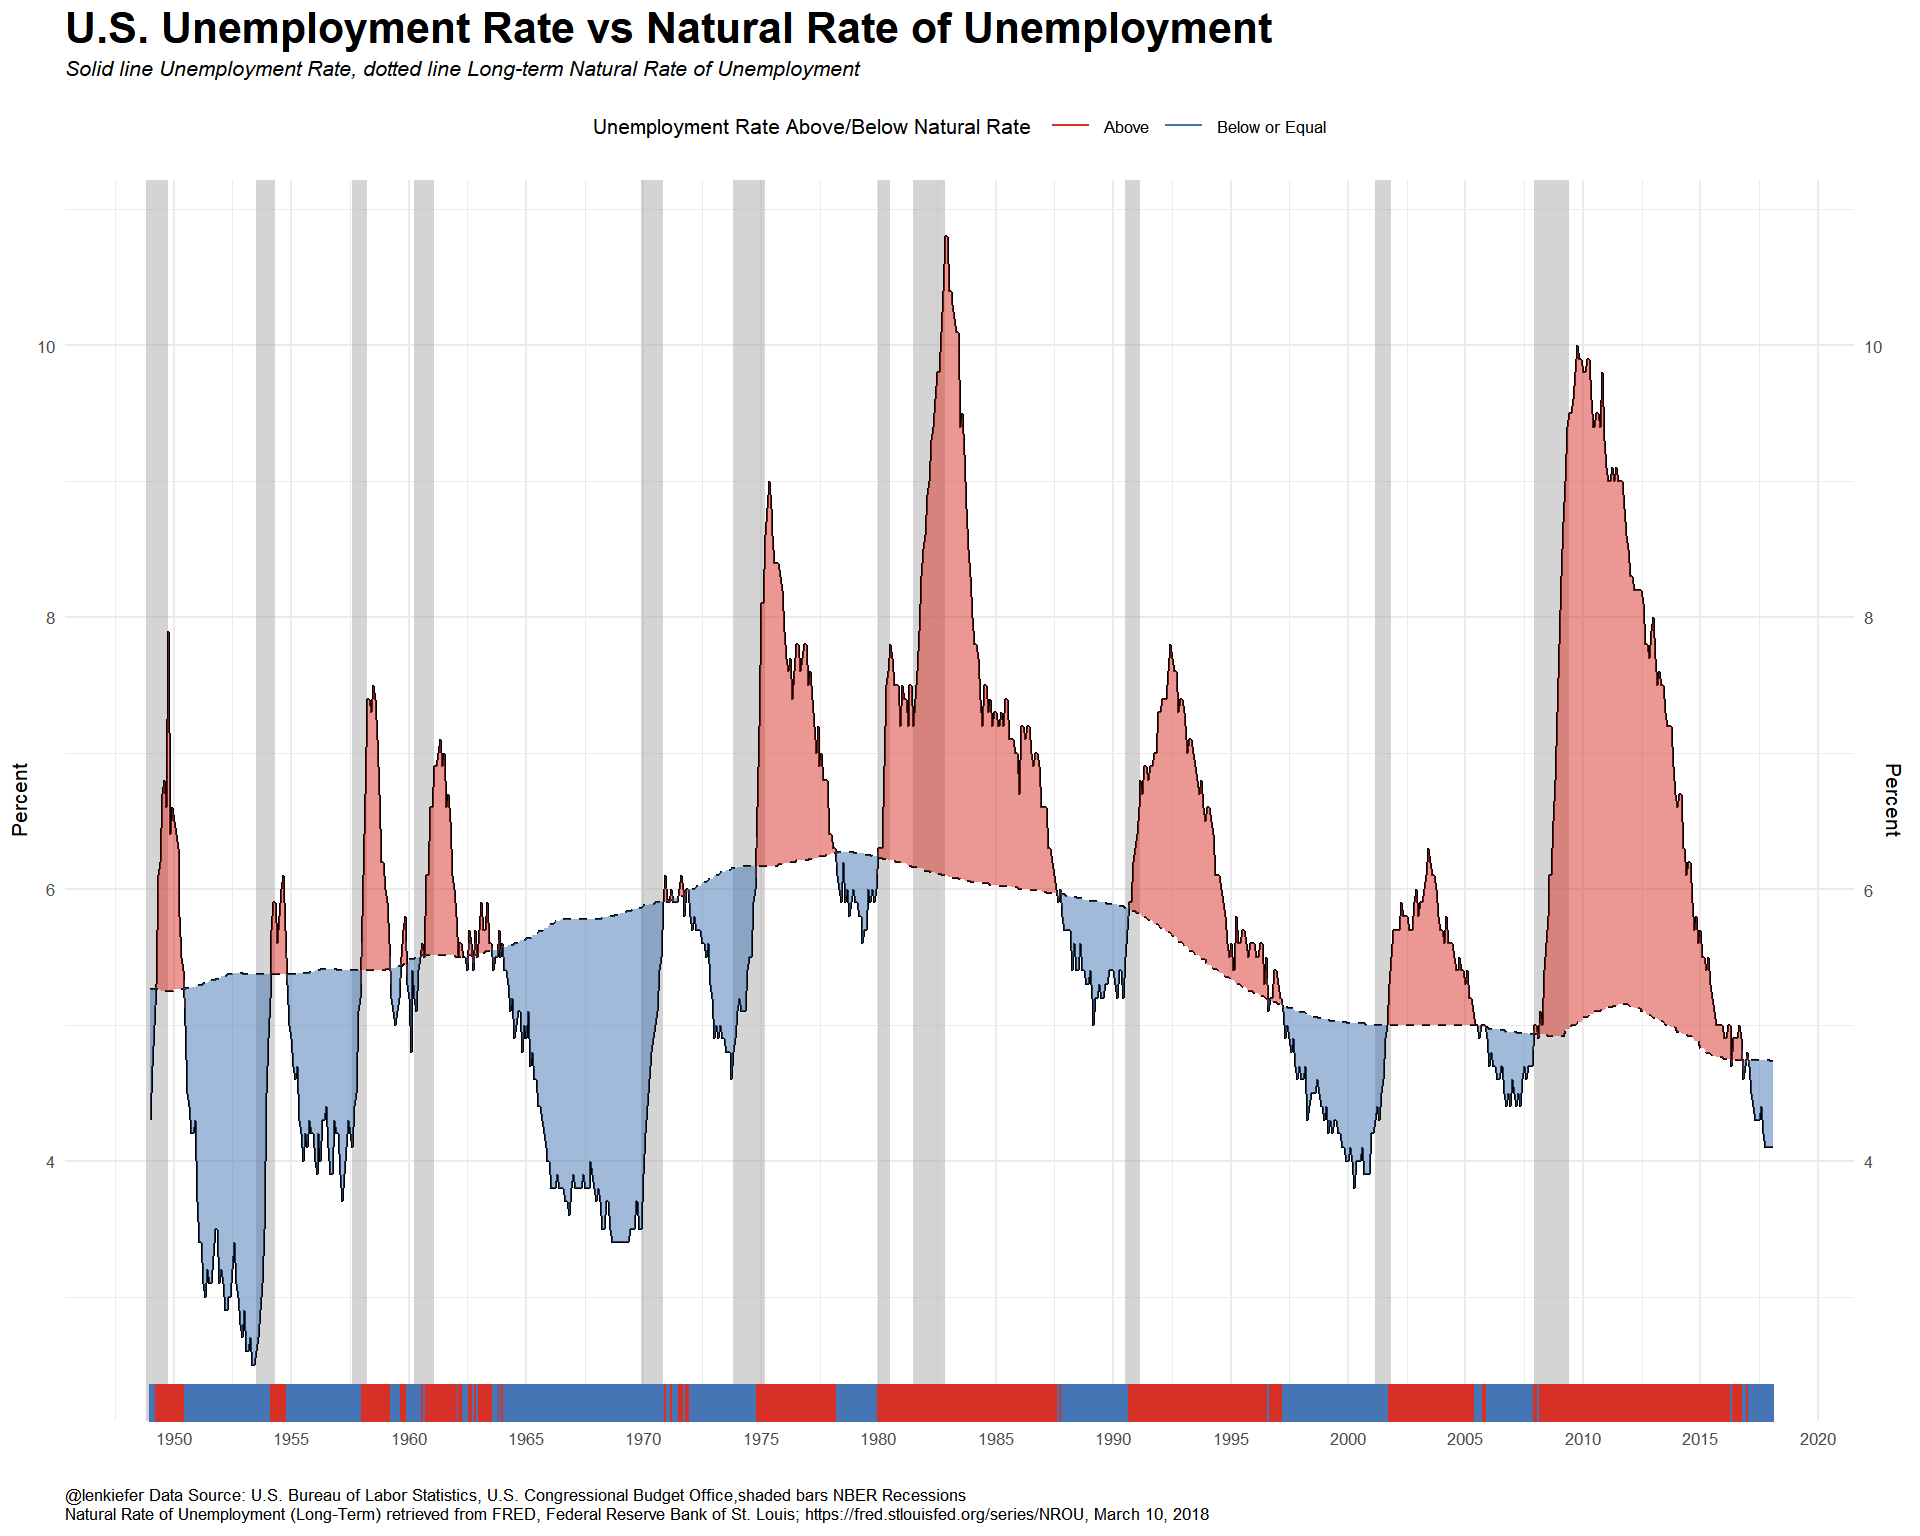 U.S. Unemployment Rate vs Natural Rate of Unemployment
Solid line Unemployment Rate, dotted line Long-term Natural Rate of Unemployment
Unemployment Rate Above/Below Natural Rate Above Below or Equal
10 10
8 8
Percent Percent
6 6
4 4
1950 1955 1960 1965 1970 1975 1980 1985 1990 1995 2000 2005 2010 2015 2020
@lenkiefer Data Source: U.S. Bureau of Labor Statistics, U.S. Congressional Budget Office,shaded bars NBER Recessions
Natural Rate of Unemployment (Long-Term) retrieved from FRED, Federal Reserve Bank of St. Louis; https://fred.stlouisfed.org/series/NROU, March 10, 2018